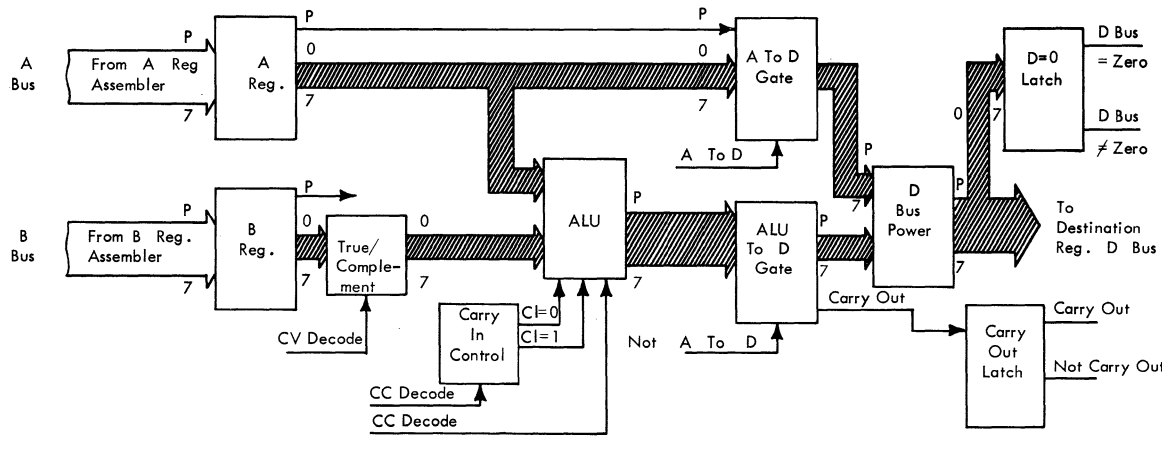 A
Bus
P
From A Reg
Assembler
7
A
Reg.
P
0
7
P
0
7
A To D
Gate
A To D
P
7
D
Bus
Power
P
7
0
7
D=0
Latch
D Bus
= Zero
D Bus
≠ Zero
To
Destination
Reg. D Bus
B
Bus
P
From B Reg.
Assembler
7
B
Reg.
P
0
7
True/
Comple-
ment
CV Decode
0
7
ALU
P
7
ALU
To D
Gate
P
7
Carry Out
Not A To D
Carry
In
Control
CI=0
CI=1
CC Decode
CC Decode
Carry
Out
Latch
Carry Out
Not Carry Out